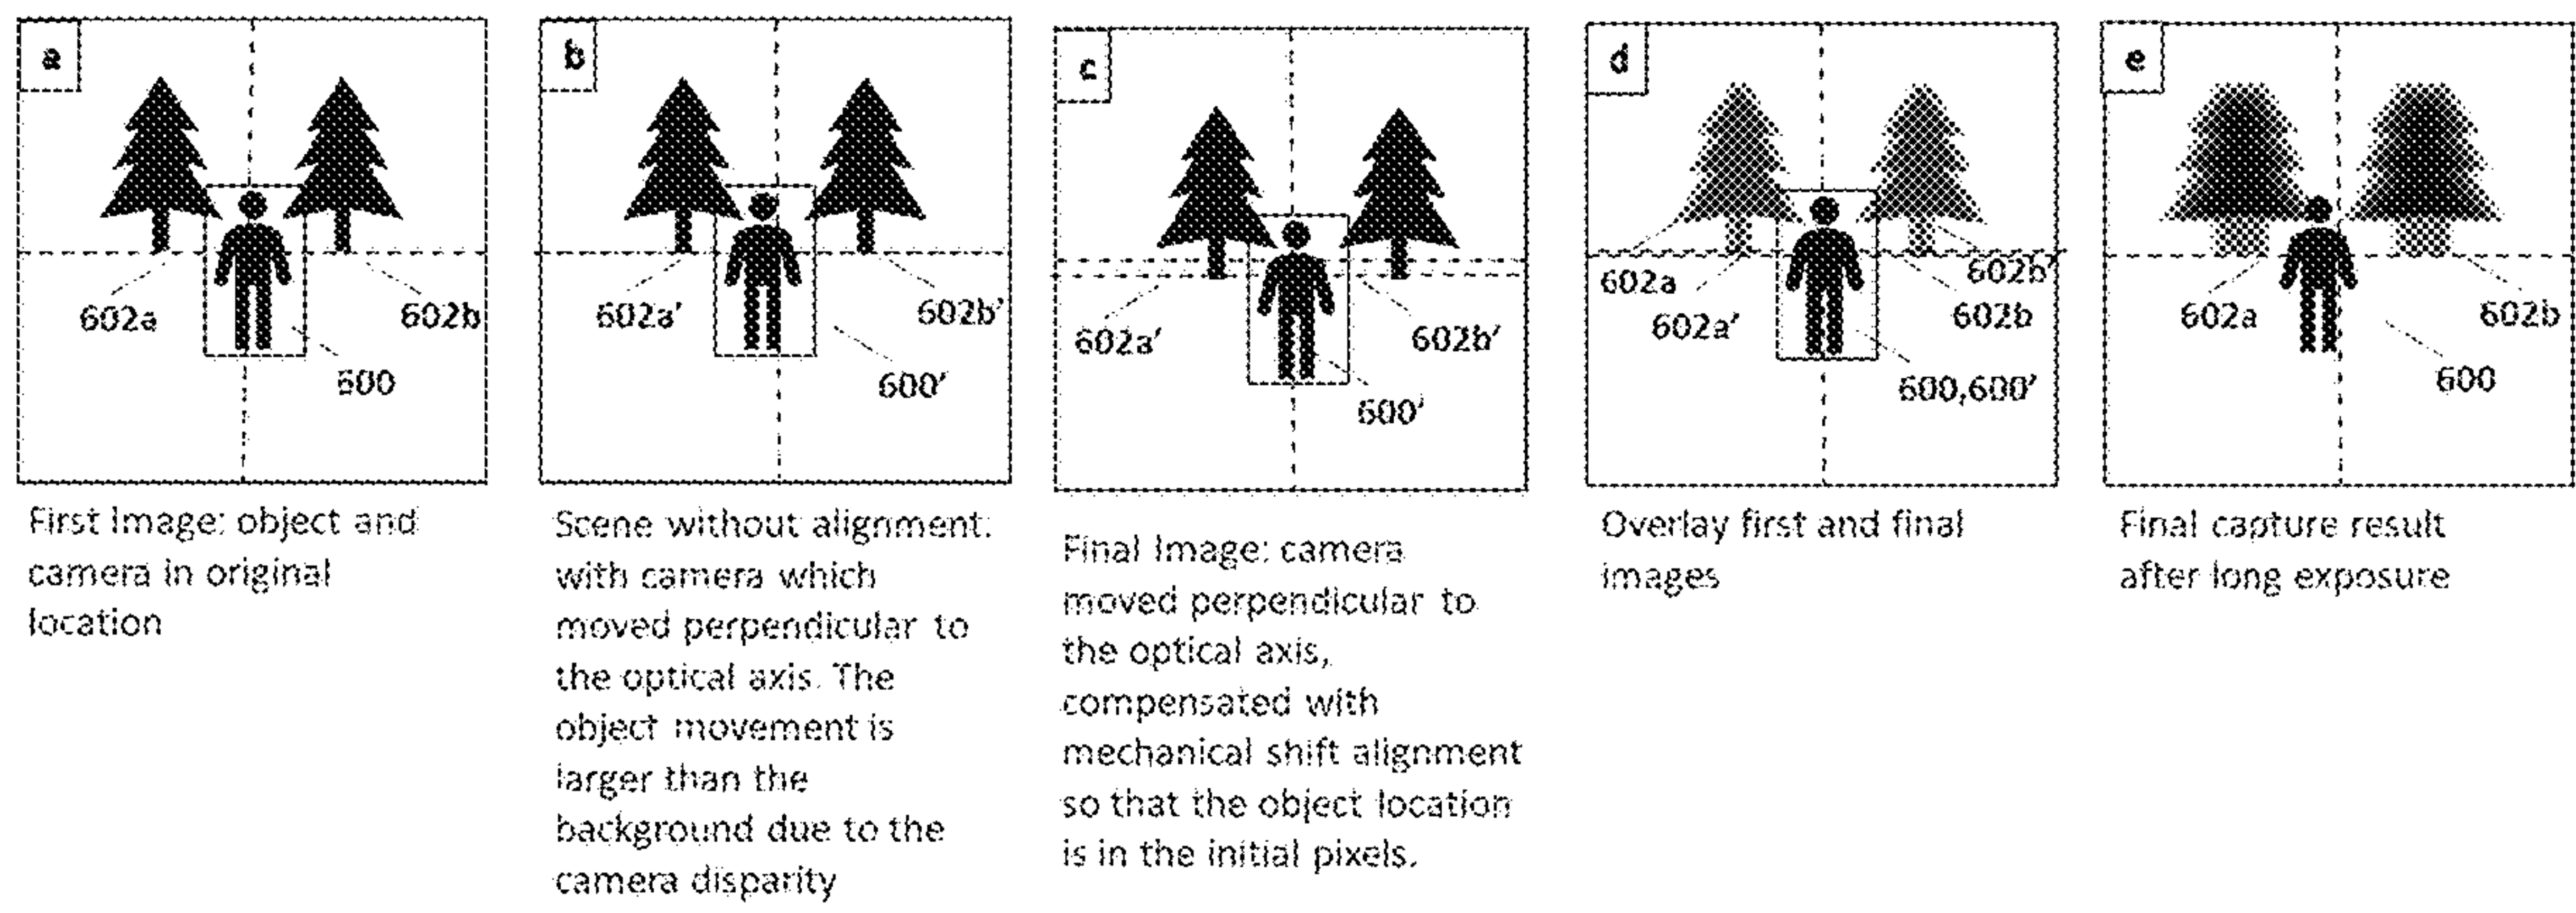 a
602a
602b
600
First Image: object and
camera in original
location
b
602a'
602b'
600'
Scene without alignment:
with camera which
moved perpendicular to
the optical axis. The
object movement is
larger than the
background due to the
camera disparity
c
602a'
602b'
600'
Final Image: camera
moved perpendicular to
the optical axis,
compensated with
mechanical shift alignment
so that the object location
is in the initial pixels.
d
602a
602b'
602a'
602b
600,600'
Overlay first and final
images
e
602a
602b
600
Final capture result
after long exposure